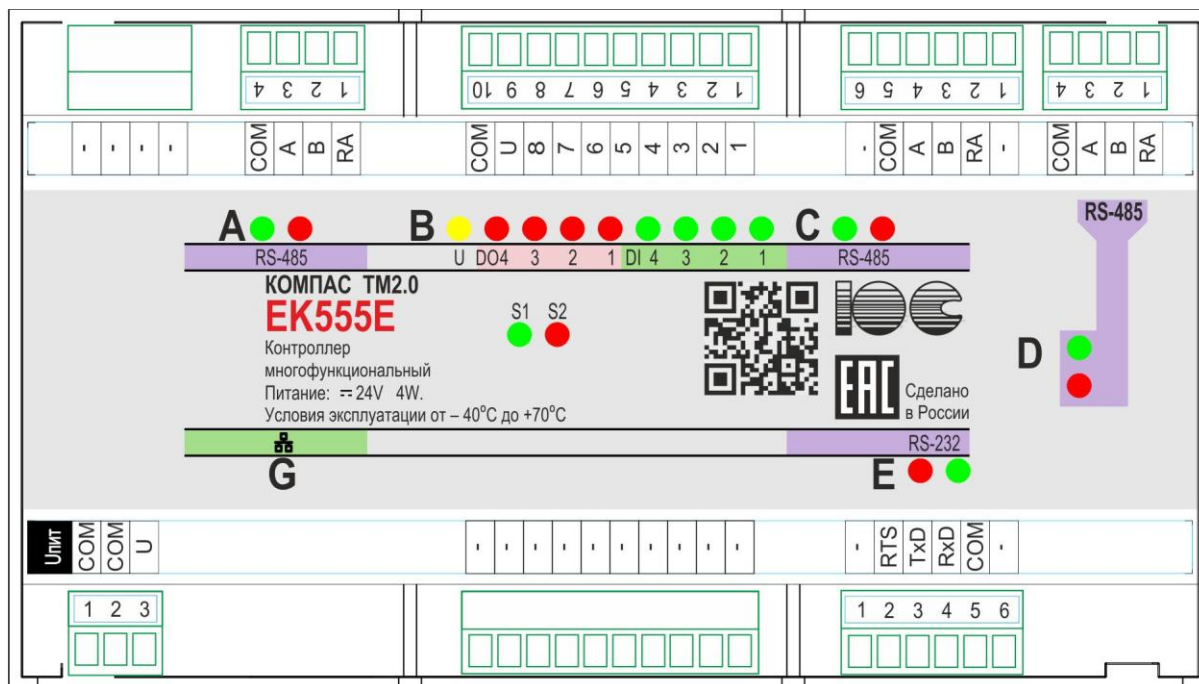 4 3 2 1
10 9 8 7 6 5 4 3 2 1
6 5 4 3 2 1
4 3 2 1
- - - -
COM A B RA
COM U 8 7 6 5 4 3 2 1
- COM A B RA -
COM A B RA
A
B
C
RS-485
RS-485
U DO4 3 2 1 DI 4 3 2 1
RS-485
КОМПАС ТМ2.0
EK555E
S1 S2
Контроллер
многофункциональный
Питание: ⎓24V 4W.
Условия эксплуатации от – 40°C до +70°C
ЮС
EAC
Сделано
в России
D
G
RS-232
E
Uпит COM COM U
- - - - - - - - - -
- RTS TxD RxD COM -
1 2 3
1 2 3 4 5 6